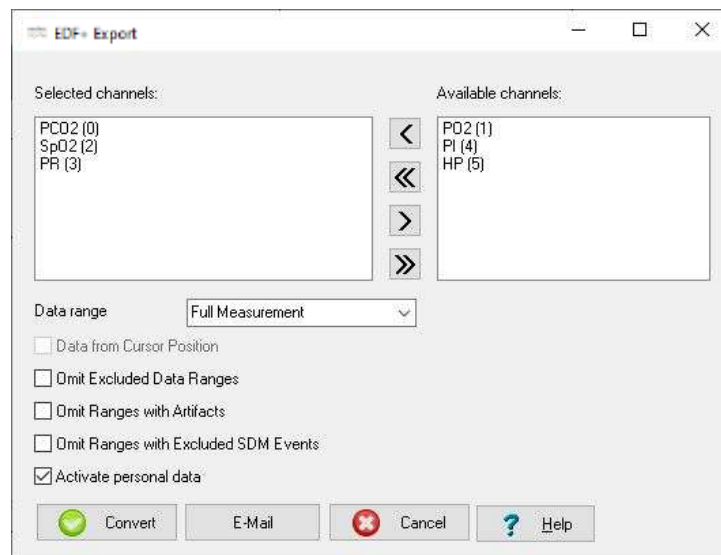 EDF+ Export
Selected channels:
Available channels:
PCO2 (0)
SpO2 (2)
PR (3)
PO2 (1)
PI (4)
HP (5)
Data range
Full Measurement
Data from Cursor Position
Omit Excluded Data Ranges
Omit Ranges with Artifacts
Omit Ranges with Excluded SDM Events
Activate personal data
Convert
E-Mail
Cancel
Help